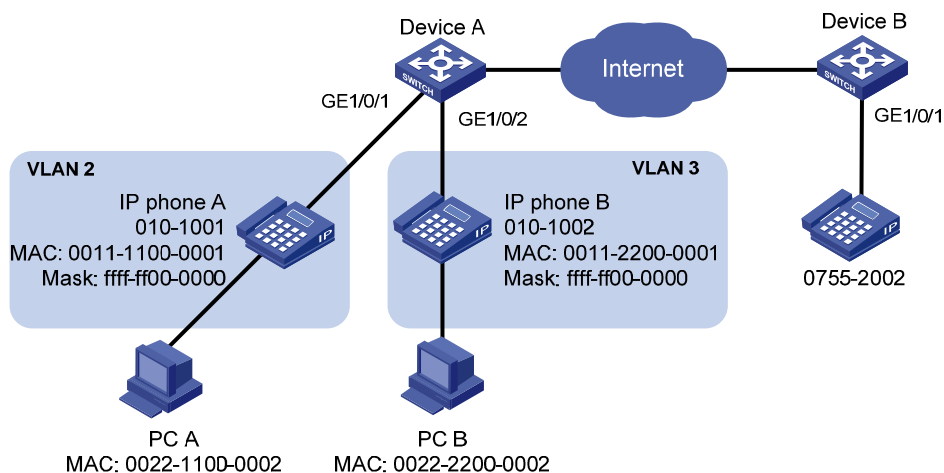 Device A
Device B
SWITCH
Internet
SWITCH
GE1/0/1
GE1/0/2
GE1/0/1
VLAN 2
VLAN 3
IP phone A
010-1001
MAC: 0011-1100-0001
Mask: ffff-ff00-0000
IP
IP phone B
010-1002
MAC: 0011-2200-0001
Mask: ffff-ff00-0000
IP
IP
0755-2002
PC A
MAC: 0022-1100-0002
PC B
MAC: 0022-2200-0002